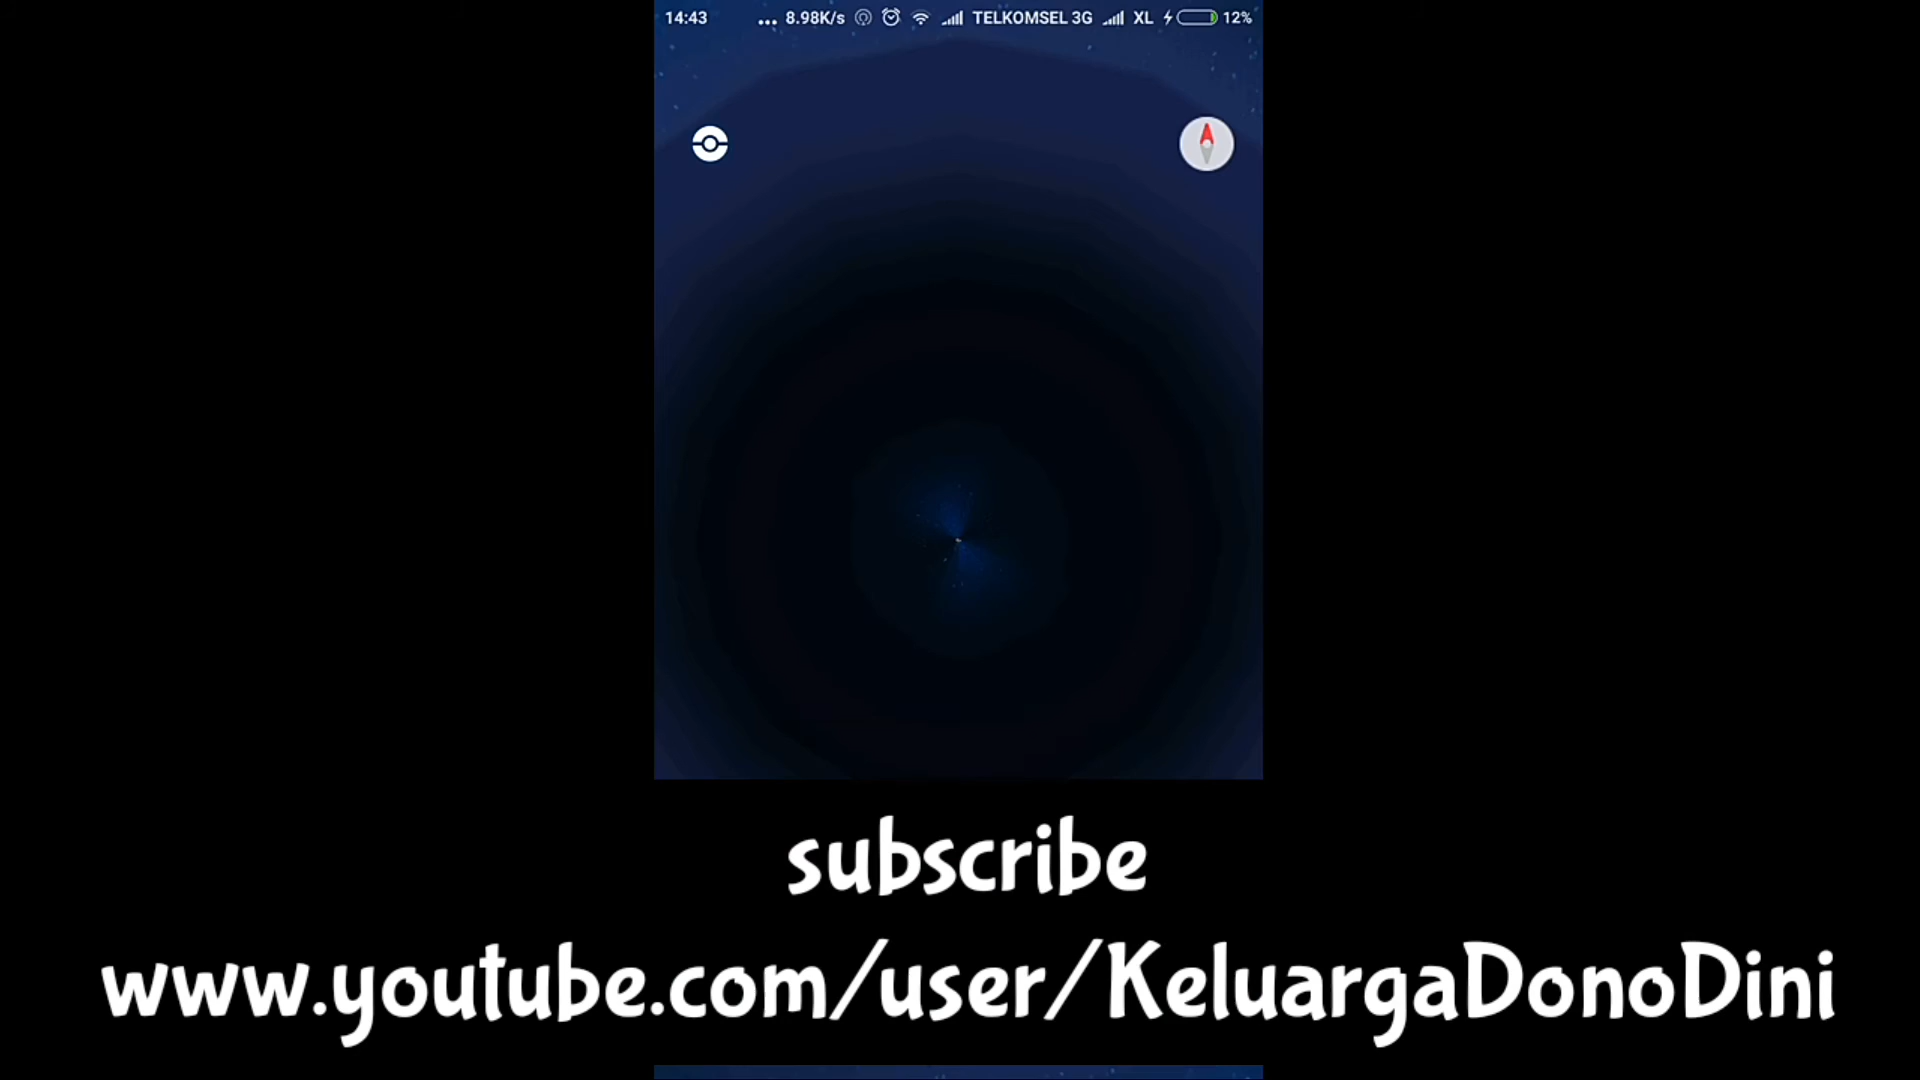 14:43 ... 8.98K/s TELKOMSEL 3G XL 12%
subscribe
www.youtube.com/user/KeluargaDonoDini